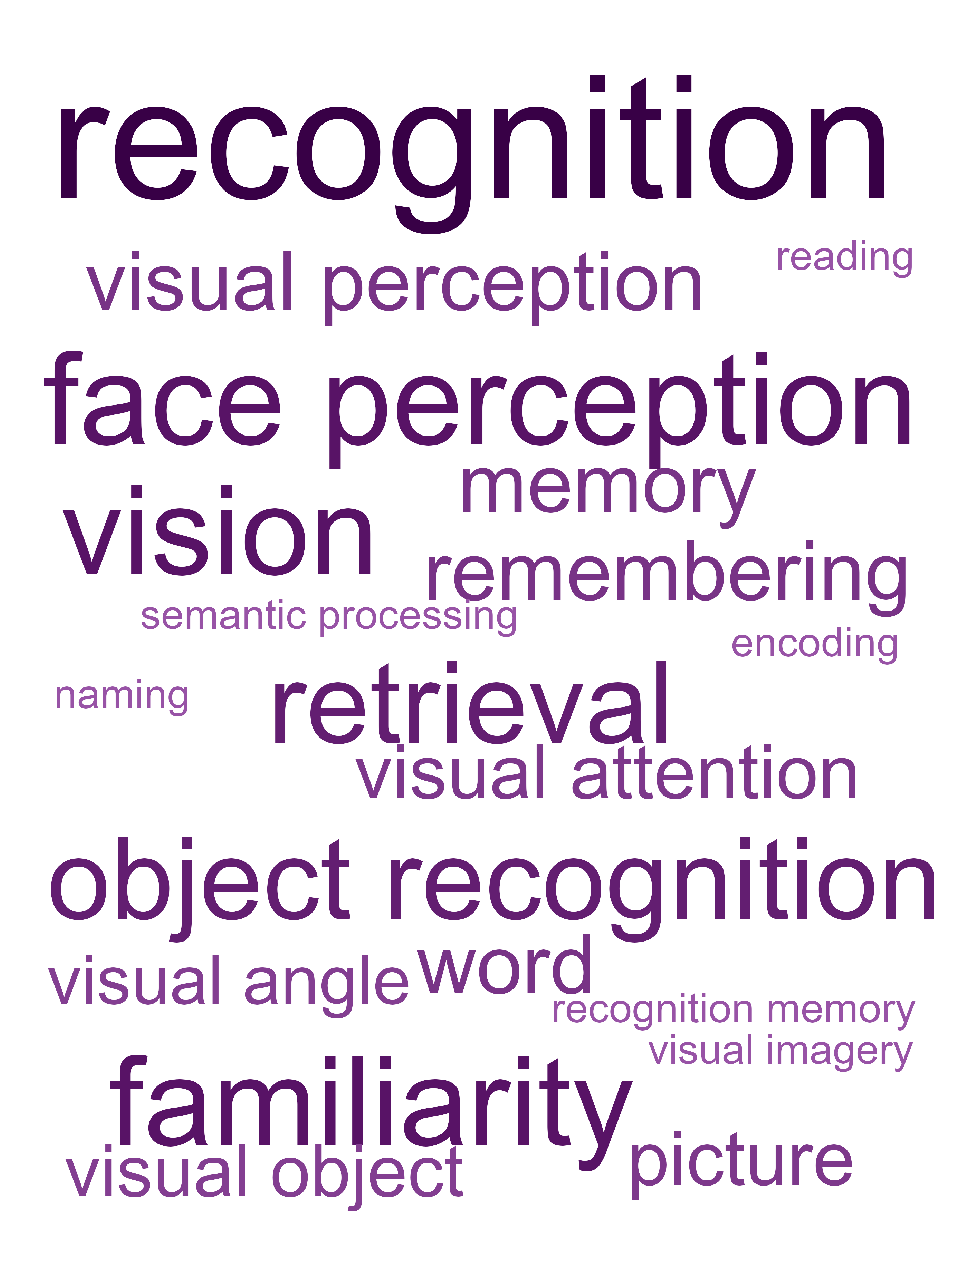 recognition
visual perception
reading
face perception
memory
vision
remembering
semantic processing
encoding
naming
retrieval
visual attention
object recognition
word
visual angle
recognition memory
visual imagery
familiarity
picture
visual object